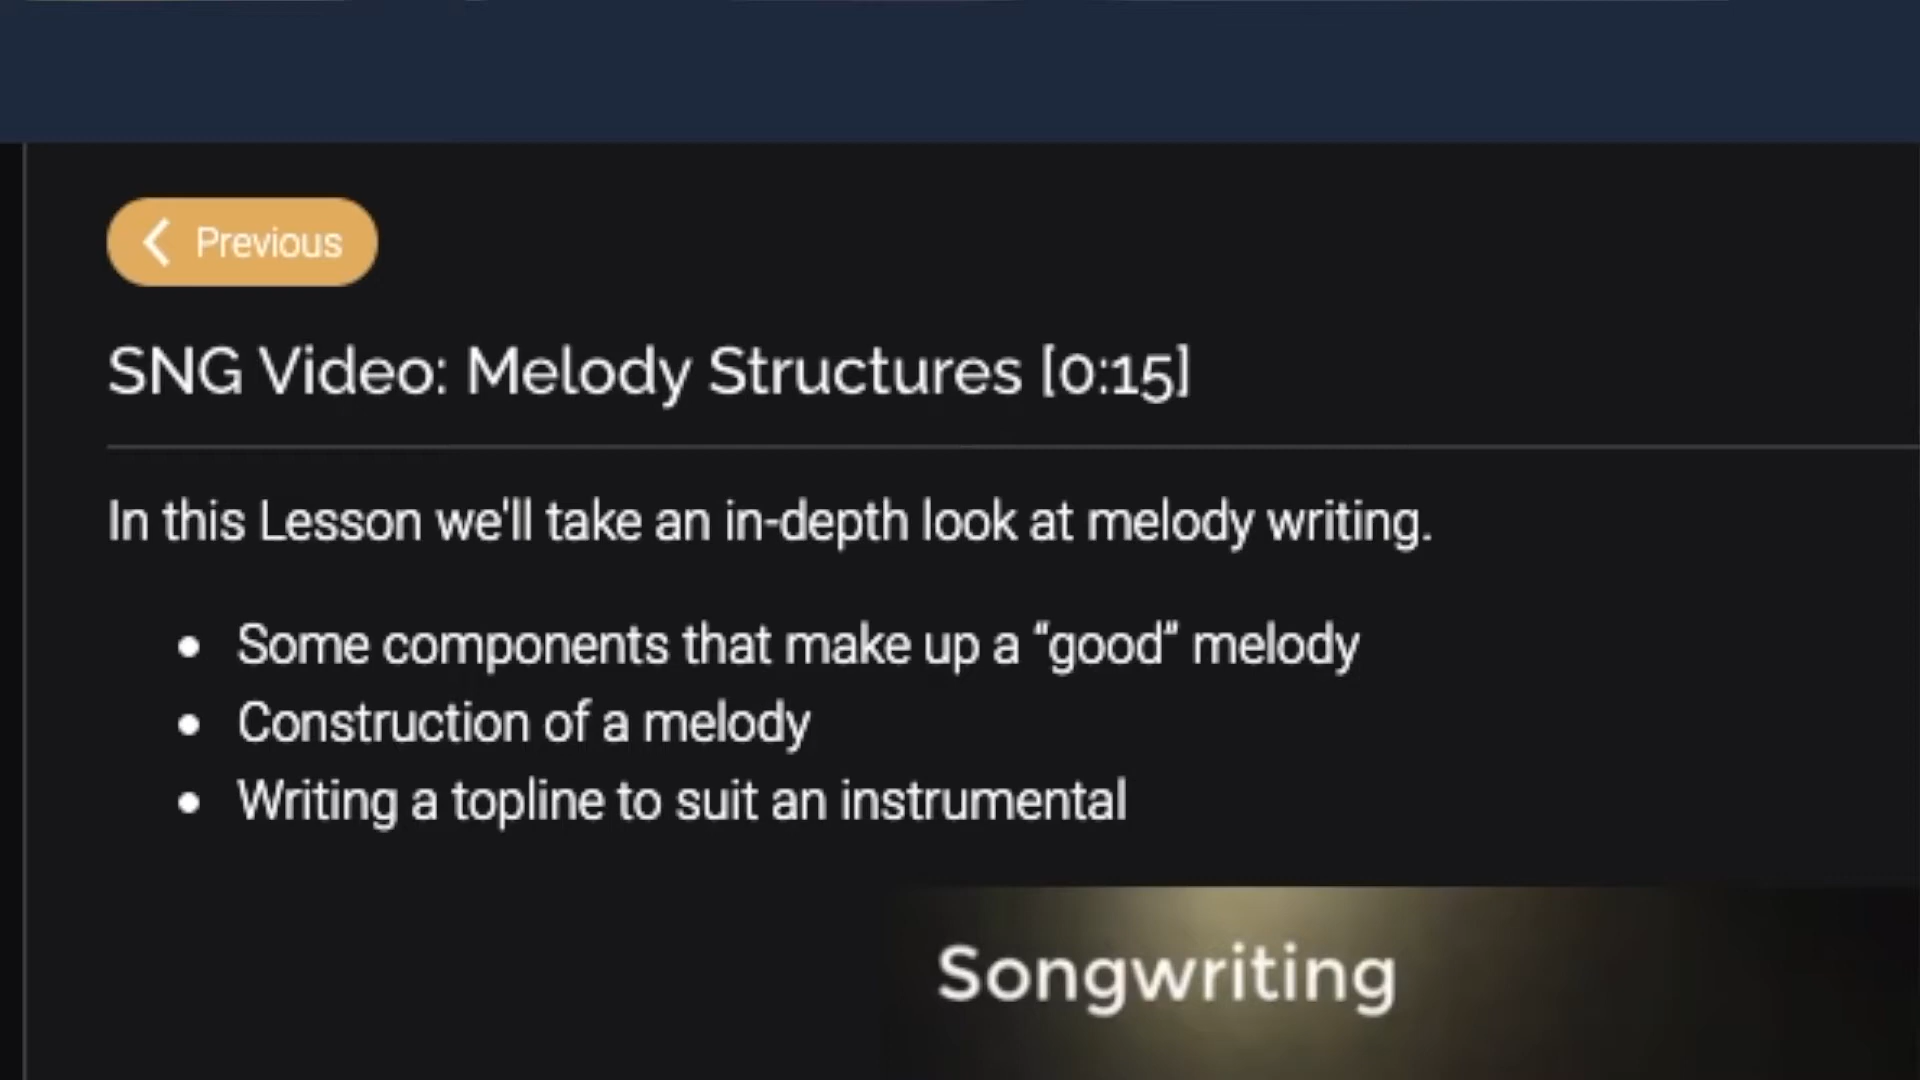 Previous
SNG Video: Melody Structures [0:15]
In this Lesson we'll take an in-depth look at melody writing.
Some components that make up a “good” melody
Construction of a melody
Writing a topline to suit an instrumental
Songwriting